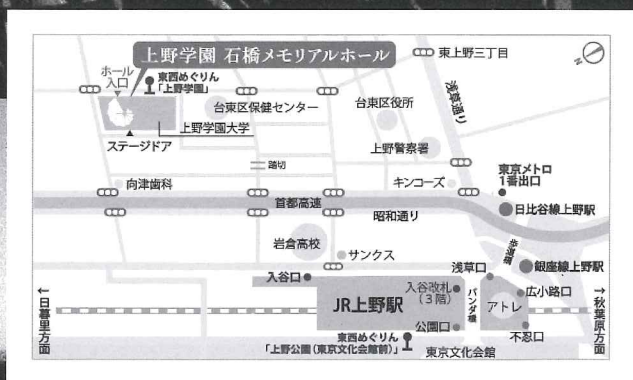 上野学園 石橋メモリアルホール
東上野三丁目
N
ホール
入口
東西めぐりん
「上野学園」
台東区保健センター
台東区役所
浅草通り
上野学園大学
ステージドア
上野警察署
踏切
東京メトロ
1番出口
向津歯科
キンコーズ
首都高速
日比谷線上野駅
昭和通り
岩倉高校
サンクス
歩道橋
浅草口
銀座線上野駅
入谷口
入谷改札
(3階)
パンダ橋
広小路口
アトレ
JR上野駅
↑日暮里方面
→秋葉原方面
公園口
不忍口
東西めぐりん
「上野公園(東京文化会館前)」
東京文化会館